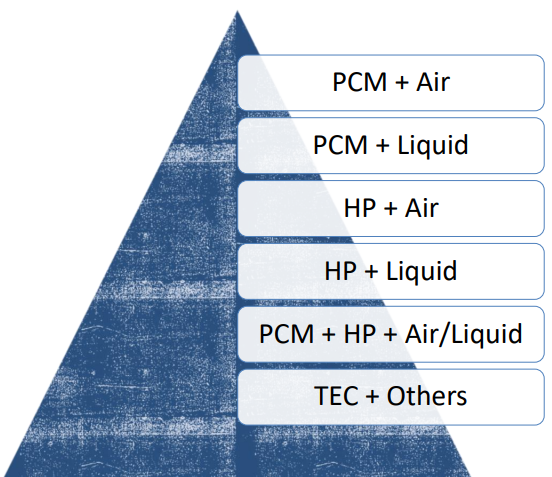 PCM + Air
PCM + Liquid
HP + Air
HP + Liquid
PCM + HP + Air/Liquid
TEC + Others